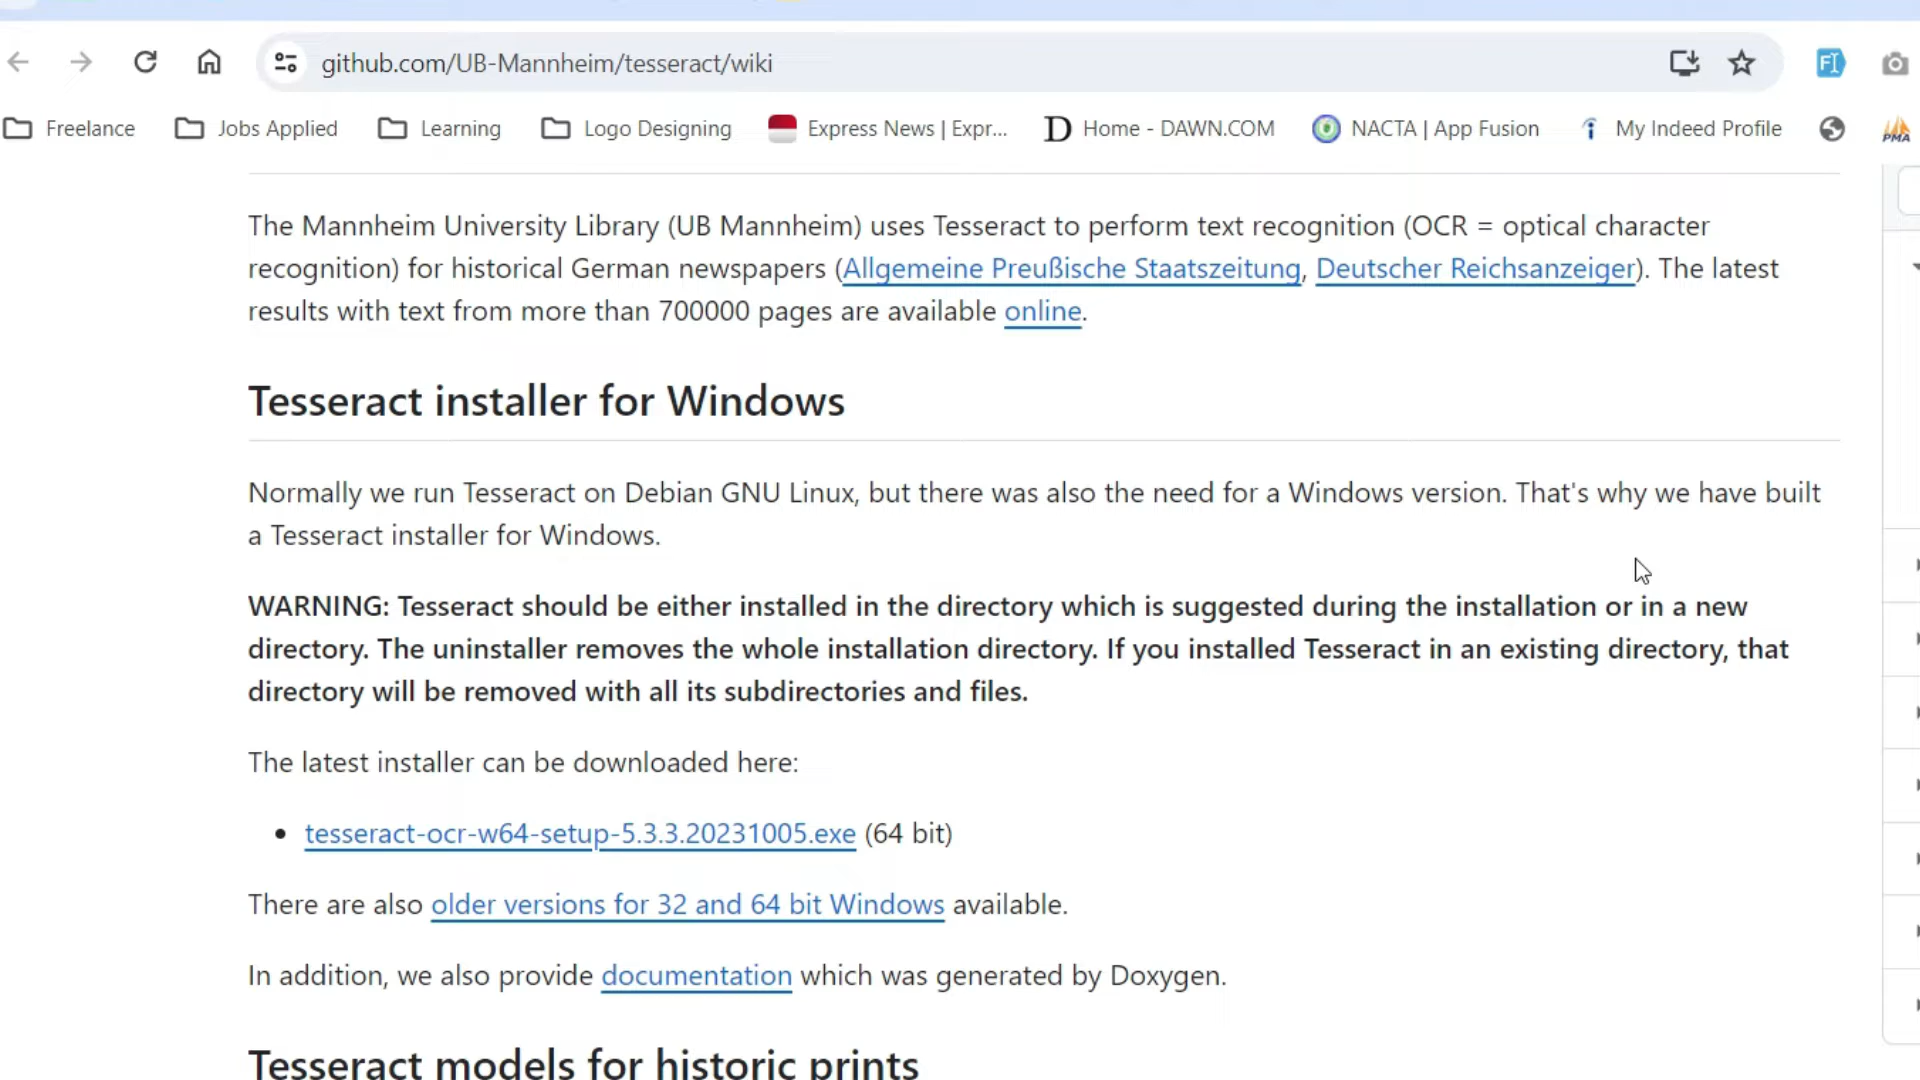 github.com/UB-Mannheim/tesseract/wiki
Freelance Jobs Applied Learning Logo Designing Express News | Expr... Home - DAWN.COM NACTA | App Fusion My Indeed Profile PMA
The Mannheim University Library (UB Mannheim) uses Tesseract to perform text recognition (OCR = optical character
recognition) for historical German newspapers (Allgemeine Preußische Staatszeitung, Deutscher Reichsanzeiger). The latest
results with text from more than 700000 pages are available online.
Tesseract installer for Windows
Normally we run Tesseract on Debian GNU Linux, but there was also the need for a Windows version. That's why we have built
a Tesseract installer for Windows.
WARNING: Tesseract should be either installed in the directory which is suggested during the installation or in a new
directory. The uninstaller removes the whole installation directory. If you installed Tesseract in an existing directory, that
directory will be removed with all its subdirectories and files.
The latest installer can be downloaded here:
• tesseract-ocr-w64-setup-5.3.3.20231005.exe (64 bit)
There are also older versions for 32 and 64 bit Windows available.
In addition, we also provide documentation which was generated by Doxygen.
Tesseract models for historic prints